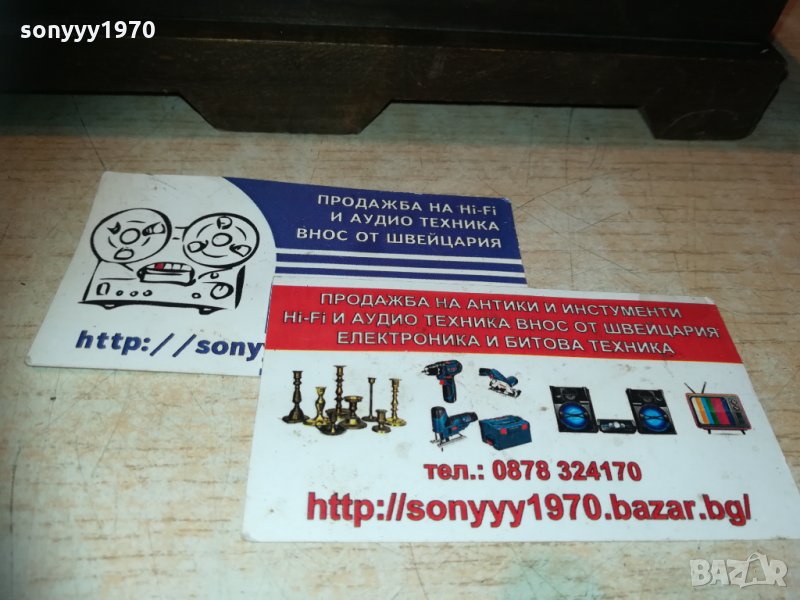 sonyyy1970
ПРОДАЖБА НА Hi-Fi
И АУДИО ТЕХНИКА
ВНОС ОТ ШВЕЙЦАРИЯ
http://sony
ПРОДАЖБА НА АНТИКИ И ИНСТУМЕНТИ
Hi-Fi И АУДИО ТЕХНИКА ВНОС ОТ ШВЕЙЦАРИЯ
ЕЛЕКТРОНИКА И БИТОВА ТЕХНИКА
тел.: 0878 324170
http://sonyyy1970.bazar.bg/
BAZAR